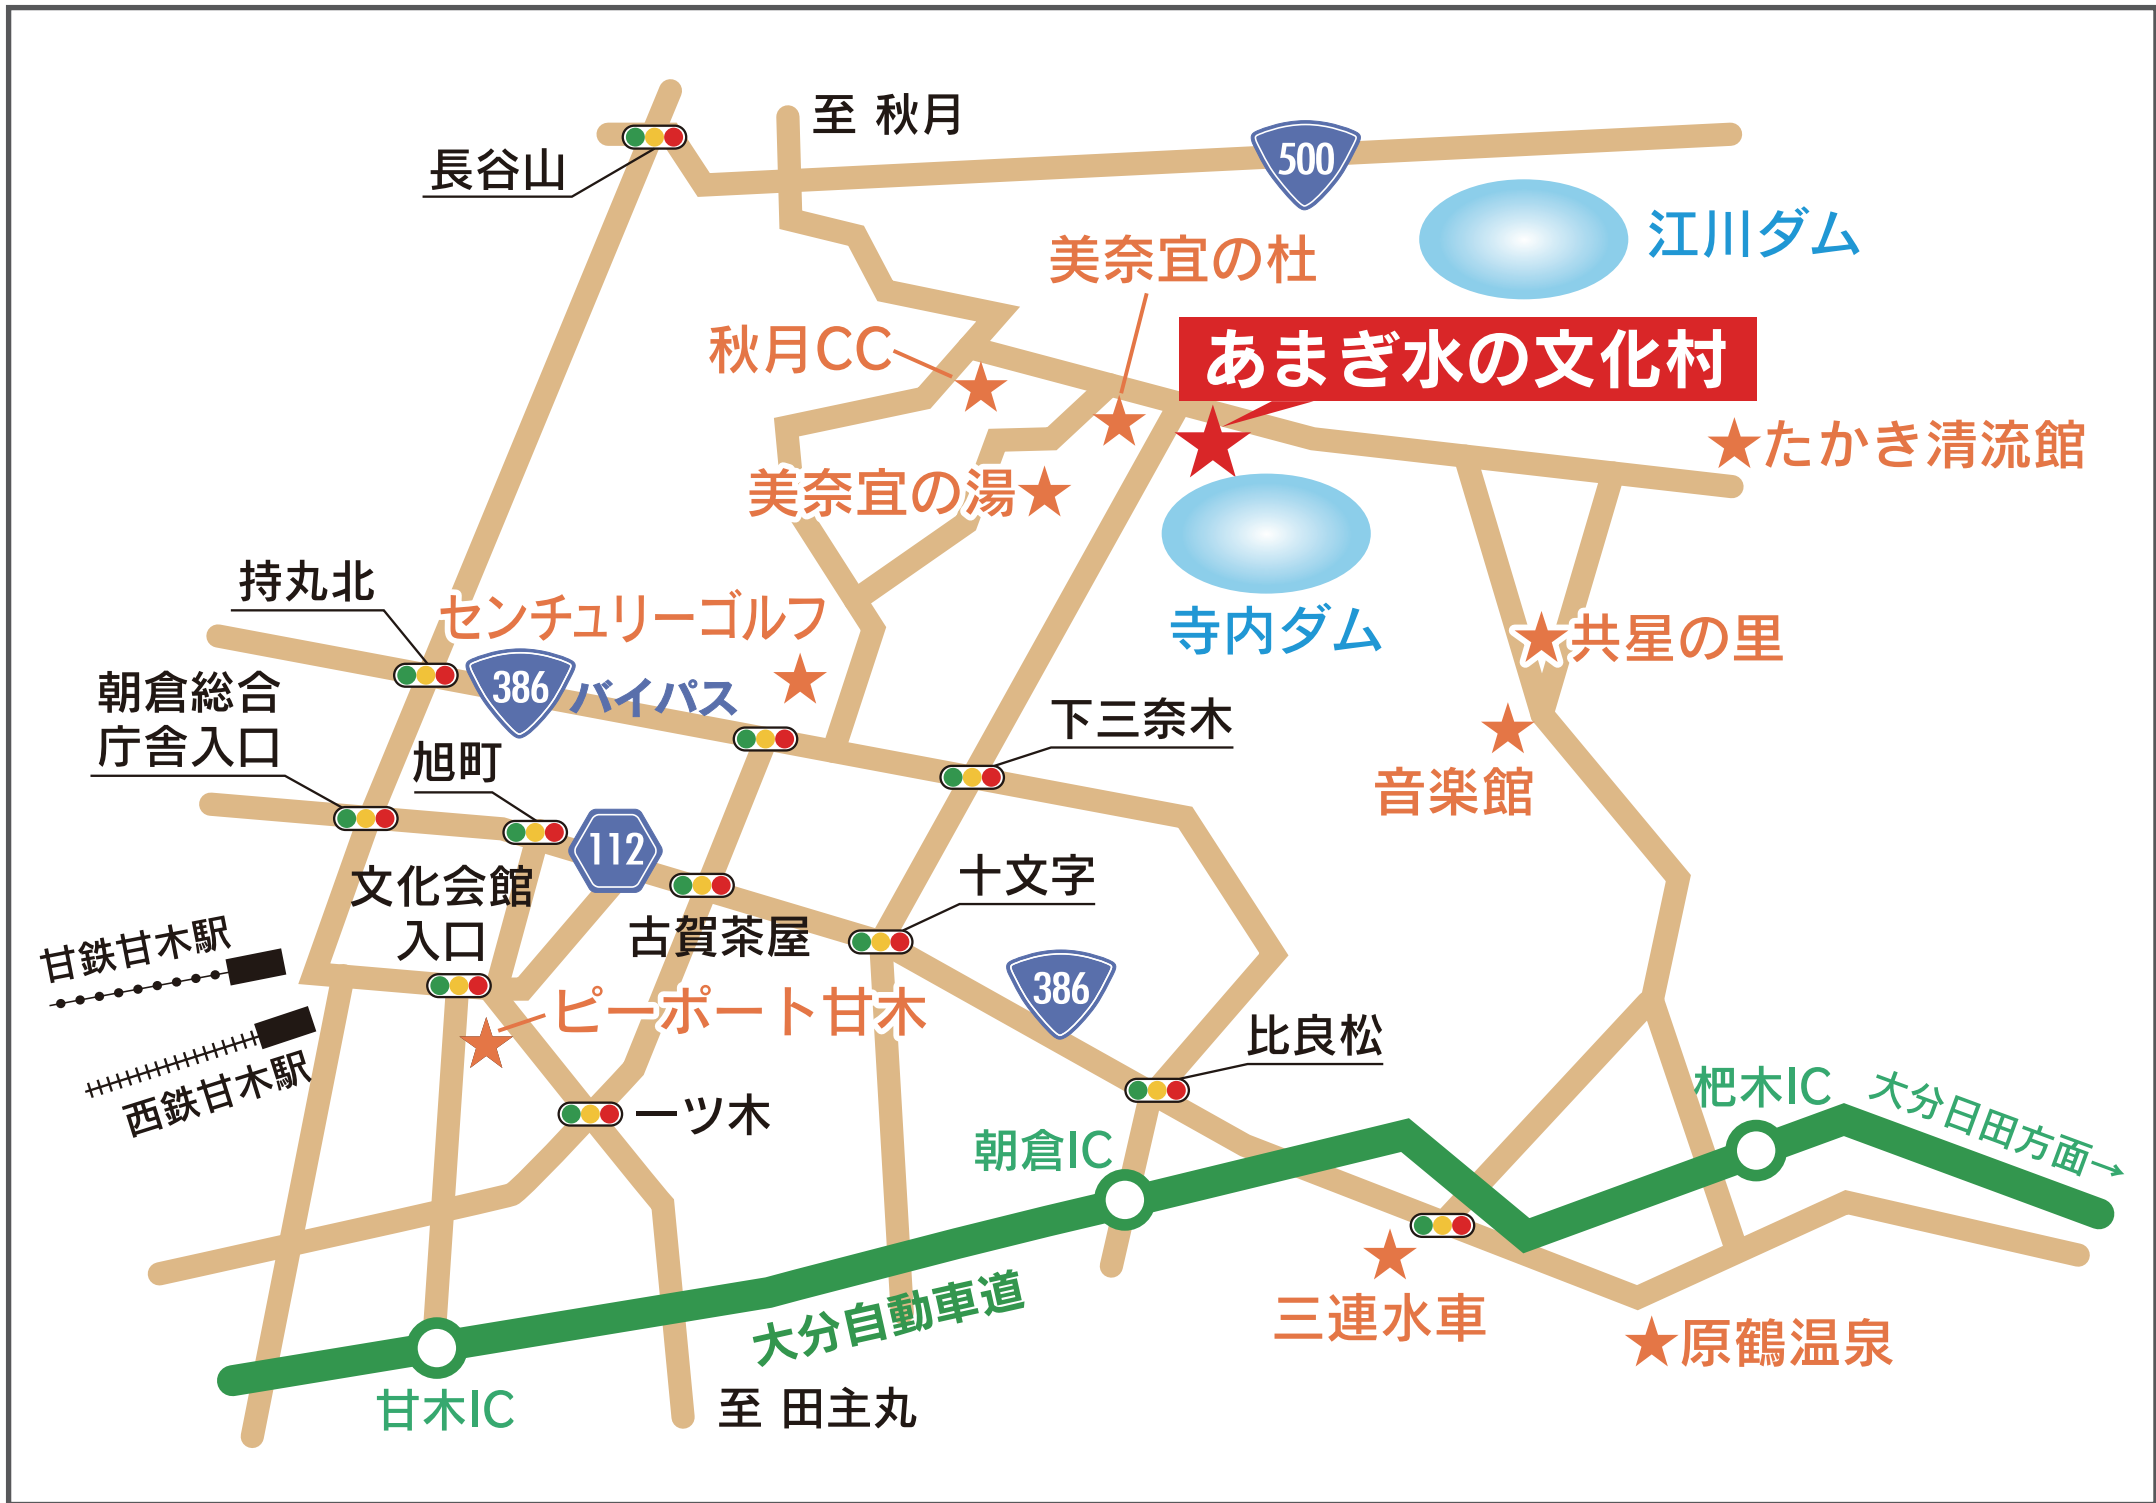 至 秋月
長谷山
500
江川ダム
美奈宜の杜
秋月CC
あまぎ水の文化村
たかき清流館
美奈宜の湯
持丸北
センチュリーゴルフ
寺内ダム
共星の里
386
バイパス
朝倉総合
庁舎入口
旭町
下三奈木
音楽館
112
文化会館
入口
十文字
古賀茶屋
甘鉄甘木駅
386
ピーポート甘木
比良松
西鉄甘木駅
一ツ木
朝倉IC
杷木IC
大分日田方面→
大分自動車道
三連水車
原鶴温泉
甘木IC
至 田主丸